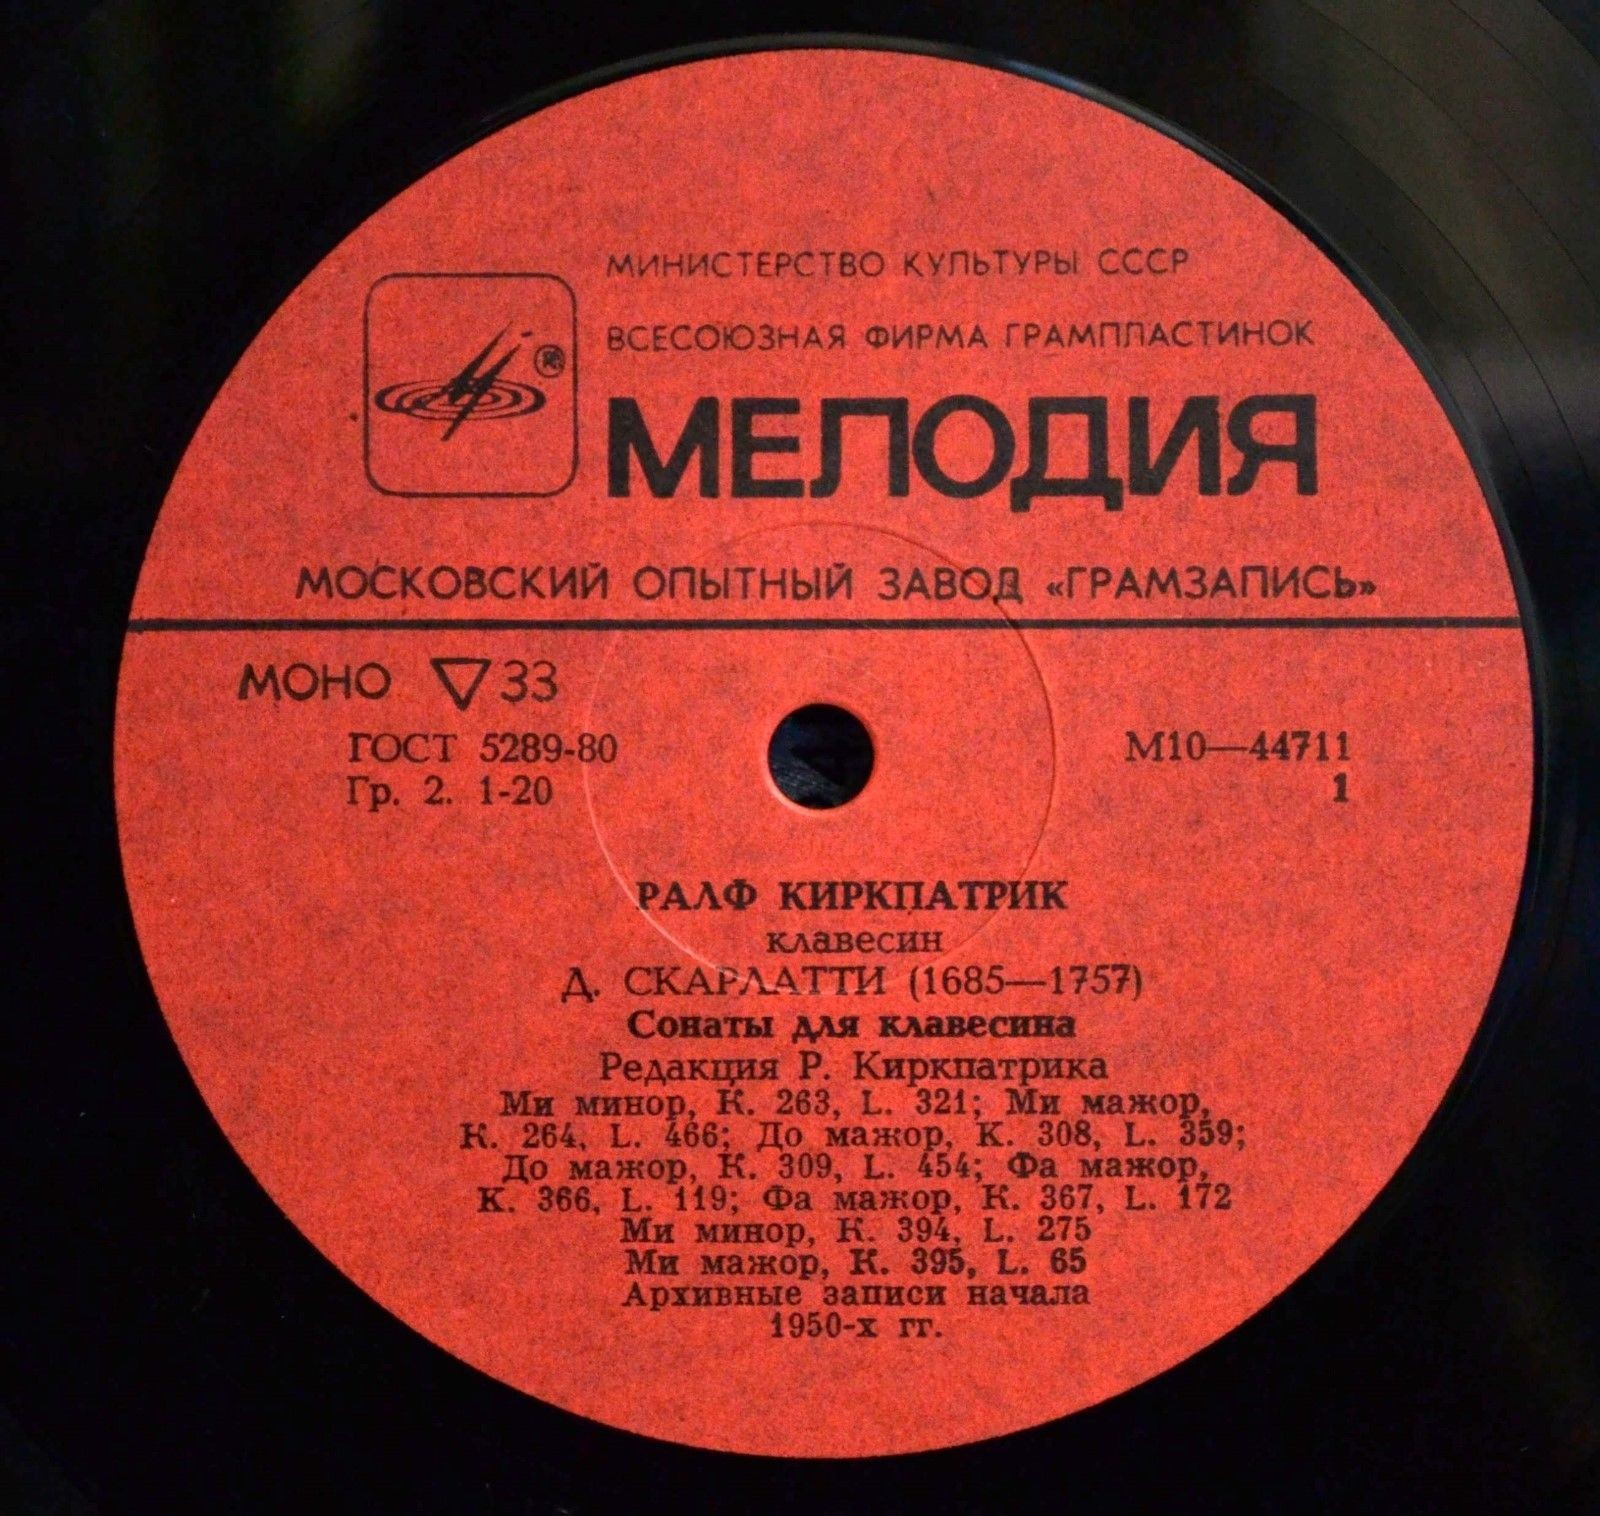 МИНИСТЕРСТВО КУЛЬТУРЫ СССР
ВСЕСОЮЗНАЯ ФИРМА ГРАМПЛАСТИНОК
МЕЛОДИЯ
МОСКОВСКИЙ ОПЫТНЫЙ ЗАВОД «ГРАМЗАПИСЬ»
МОНО ▽ 33
ГОСТ 5289-80
Гр. 2. 1-20
М10—44711
1
РАЛФ КИРКПАТРИК
клавесин
Д. СКАРЛАТТИ (1685—1757)
Сонаты для клавесина
Редакция Р. Киркпатрика
Ми минор, К. 263, L. 321; Ми мажор,
К. 264, L. 466; До мажор, К. 308, L. 359;
До мажор, К. 309, L. 454; Фа мажор,
К. 366, L. 119; Фа мажор, К. 367, L. 172
Ми минор, К. 394, L. 275
Ми мажор, К. 395, L. 65
Архивные записи начала
1950-х гг.